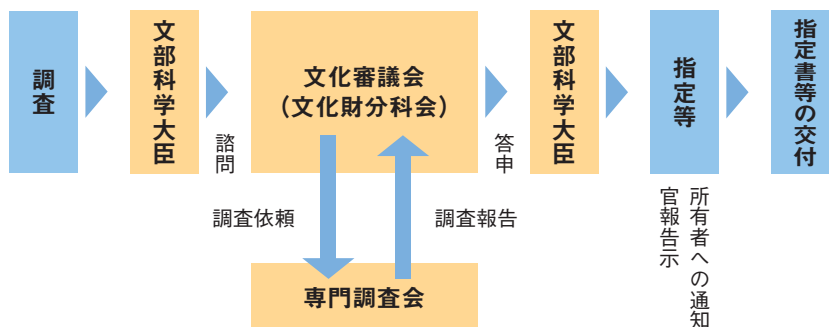 調査
文部科学大臣
諮問
文化審議会
（文化財分科会）
答申
文部科学大臣
指定等
指定書等の交付
調査依頼
調査報告
所有者への通知
官報告示
専門調査会